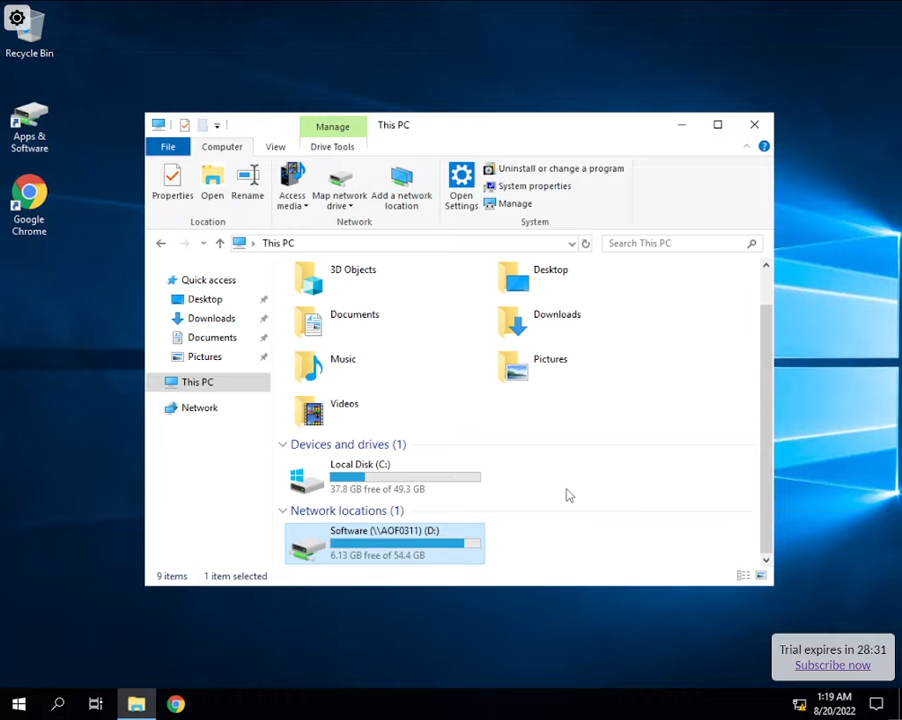 Recycle Bin
Apps &
Software
Google
Chrome
Manage
This PC
File
Computer
View
Drive Tools
Properties
Open
Rename
Access
media
Map network
drive
Add a network
location
Open
Settings
Uninstall or change a program
System properties
Manage
Location
Network
System
This PC
Search This PC
Quick access
Desktop
Downloads
Documents
Pictures
This PC
Network
3D Objects
Desktop
Documents
Downloads
Music
Pictures
Videos
Devices and drives (1)
Local Disk (C:)
37.8 GB free of 49.3 GB
Network locations (1)
Software (\\AOF0311) (D:)
6.13 GB free of 54.4 GB
9 items
1 item selected
Trial expires in 28:31
Subscribe now
1:19 AM
8/20/2022